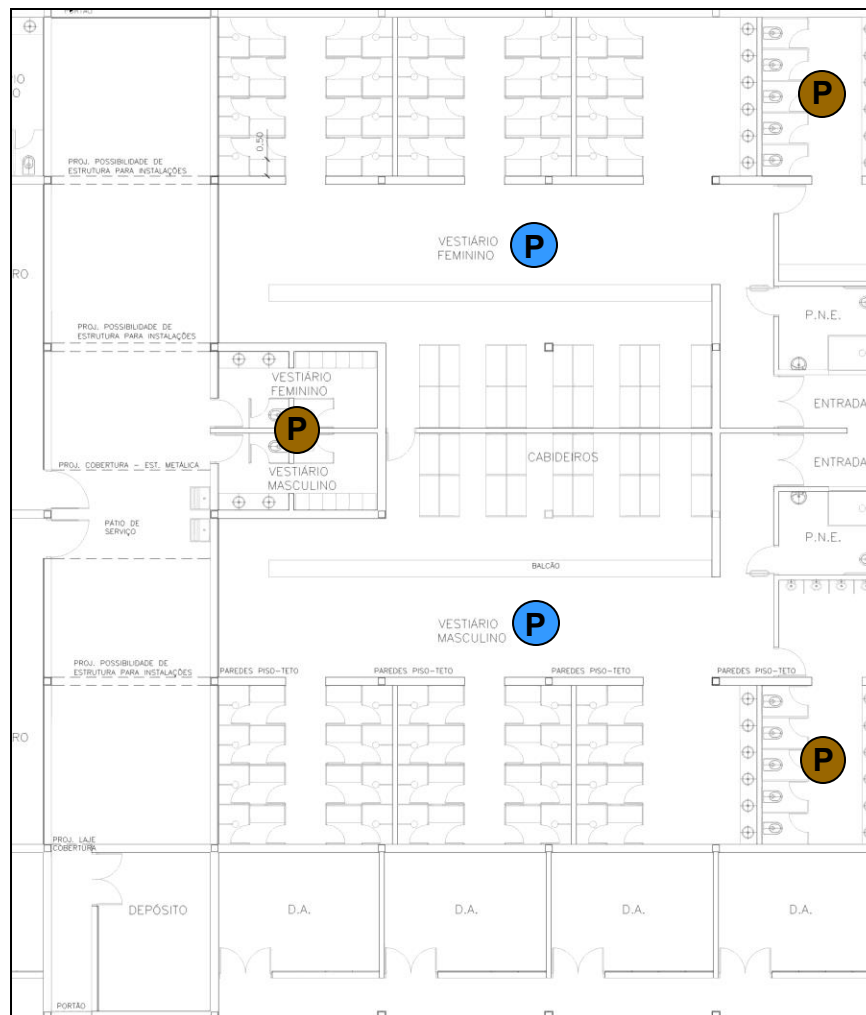 PORTÃO
P
0,50
PROJ. POSSIBILIDADE DE
ESTRUTURA PARA INSTALAÇÕES
VESTIÁRIO
FEMININO
P
RO
P.N.E.
PROJ. POSSIBILIDADE DE
ESTRUTURA PARA INSTALAÇÕES
VESTIÁRIO
FEMININO
ENTRADA
P
CABIDEIROS
ENTRADA
PROJ. COBERTURA - EST. METÁLICA
VESTIÁRIO
MASCULINO
PÁTIO DE
SERVIÇO
P.N.E.
BALCÃO
VESTIÁRIO
MASCULINO
P
PROJ. POSSIBILIDADE DE
ESTRUTURA PARA INSTALAÇÕES
PAREDES PISO-TETO
PAREDES PISO-TETO
PAREDES PISO-TETO
PAREDES PISO-TETO
RO
P
PROJ. LAJE
COBERTURA
DEPÓSITO
D.A.
D.A.
D.A.
D.A.
PORTÃO